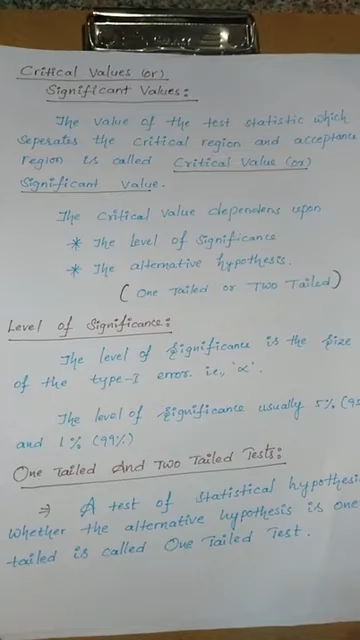 Critical Values (or)
Significant Values:
The value of the test statistic which
seperates the critical region and acceptance
region is called Critical Value (or)
Significant Value.
The critical value dependens upon
* The level of significance
* The alternative hypothesis.
( One Tailed or Two Tailed )
Level of Significance:
The level of significance is the size
of the type-I error. i.e, 'α'.
The level of significance usually 5% (95
and 1% (99%)
One Tailed And Two Tailed Tests:
⇒ A test of statistical hypothesis
whether the alternative hypothesis is one
tailed is called One Tailed Test.